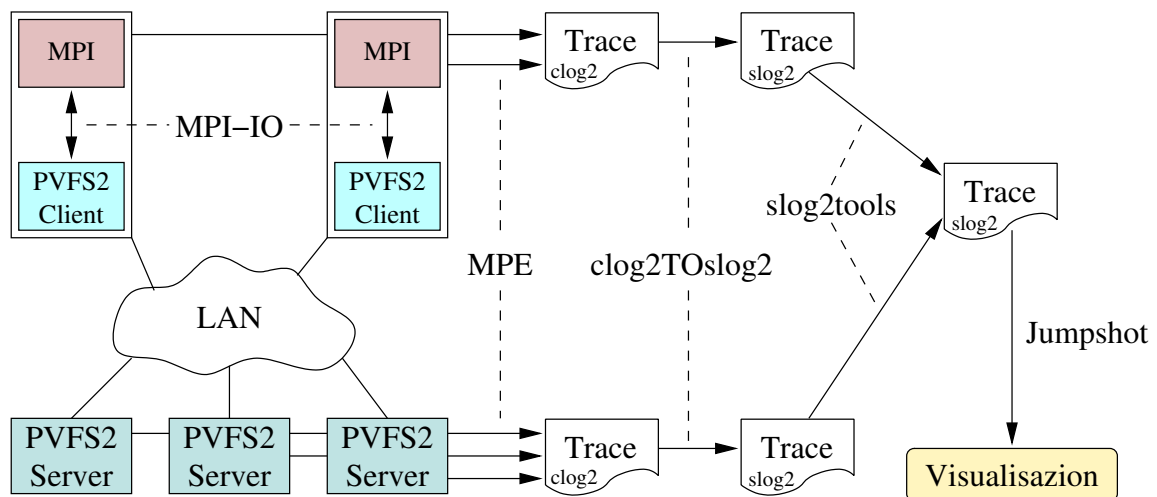 MPI
MPI
Trace
clog2
Trace
slog2
MPI−IO
PVFS2
Client
PVFS2
Client
Trace
slog2
slog2tools
MPE
clog2TOslog2
LAN
Jumpshot
PVFS2
Server
PVFS2
Server
PVFS2
Server
Trace
clog2
Trace
slog2
Visualisazion